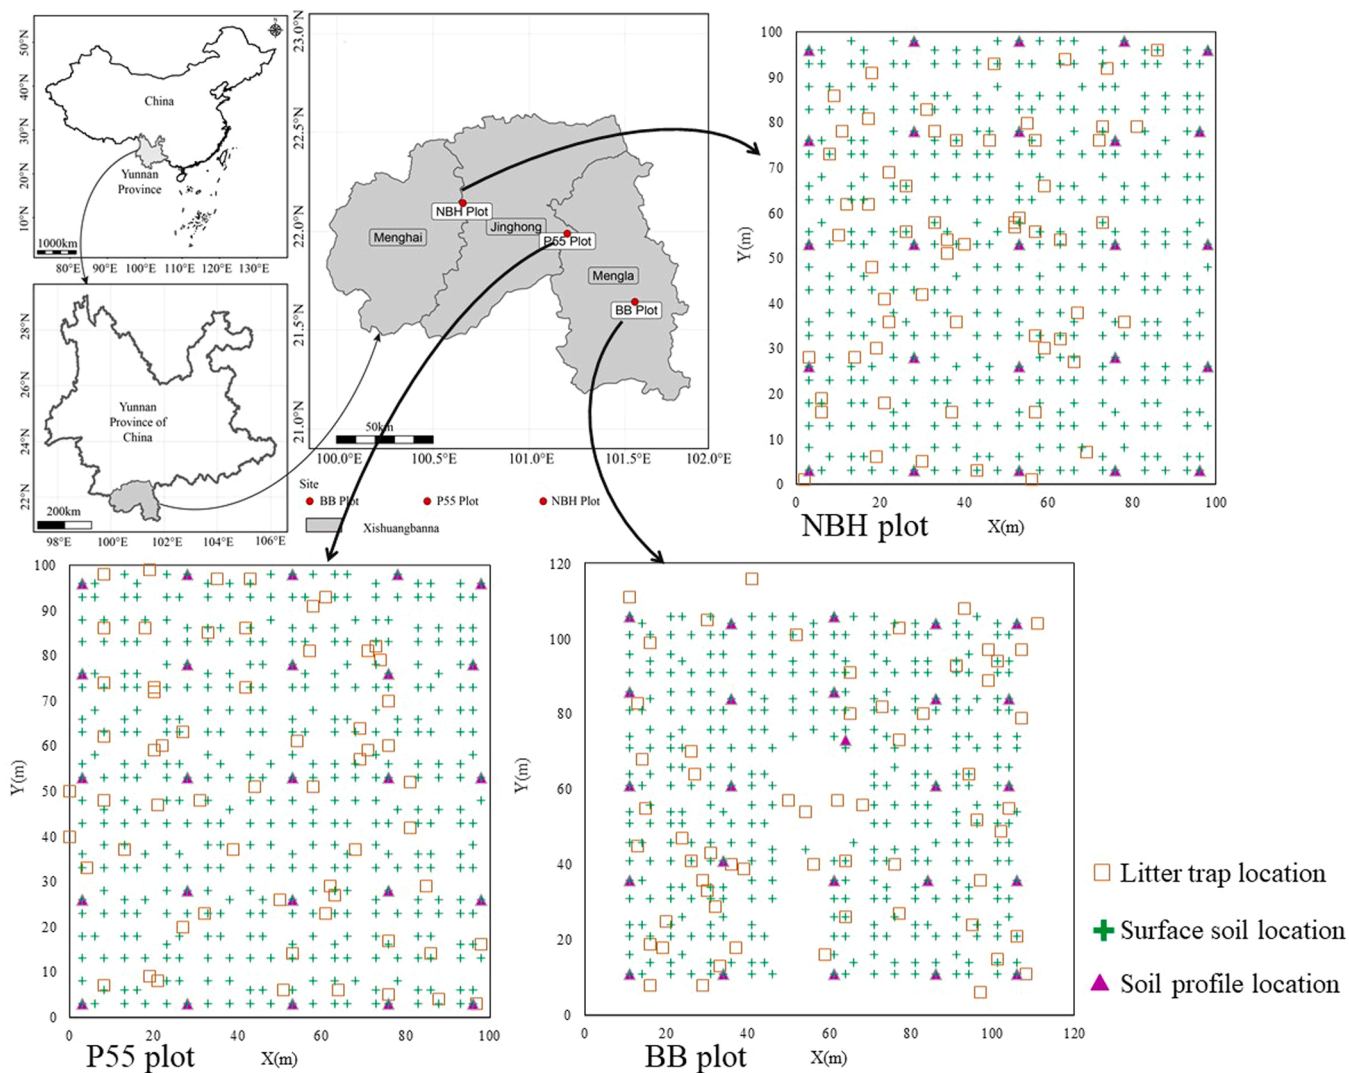 50°N
40°N
30°N
20°N
10°N
China
Yunnan
Province
1000km
80°E 90°E 100°E 110°E 120°E 130°E
28°N
26°N
24°N
22°N
Yunnan
Province of
China
200km
98°E 100°E 102°E 104°E 106°E
23.0°N
22.5°N
22.0°N
21.5°N
21.0°N
NBH Plot
Jinghong
Menghai
P55 Plot
Mengla
BB Plot
50km
100.0°E 100.5°E 101.0°E 101.5°E 102.0°E
Site
BB Plot P55 Plot NBH Plot
Xishuangbanna
100
90
80
70
60
50
40
30
20
10
0
Y(m)
0 20 40 60 80 100
NBH plot X(m)
100
90
80
70
60
50
40
30
20
10
0
Y(m)
0 20 40 60 80 100
P55 plot X(m)
120
100
80
60
40
20
0
Y(m)
0 20 40 60 80 100 120
BB plot X(m)
Litter trap location
Surface soil location
Soil profile location